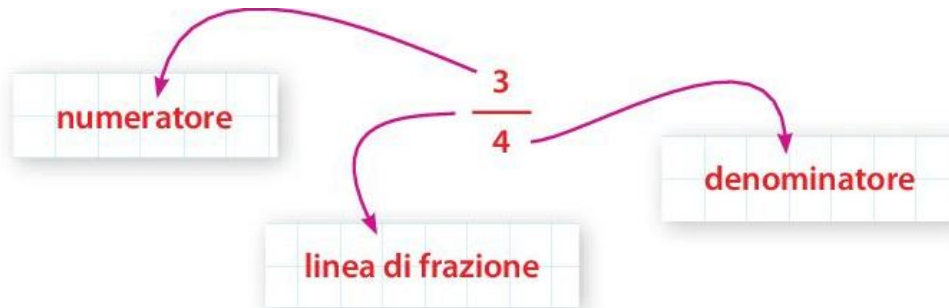 3
numeratore
4
denominatore
linea di frazione